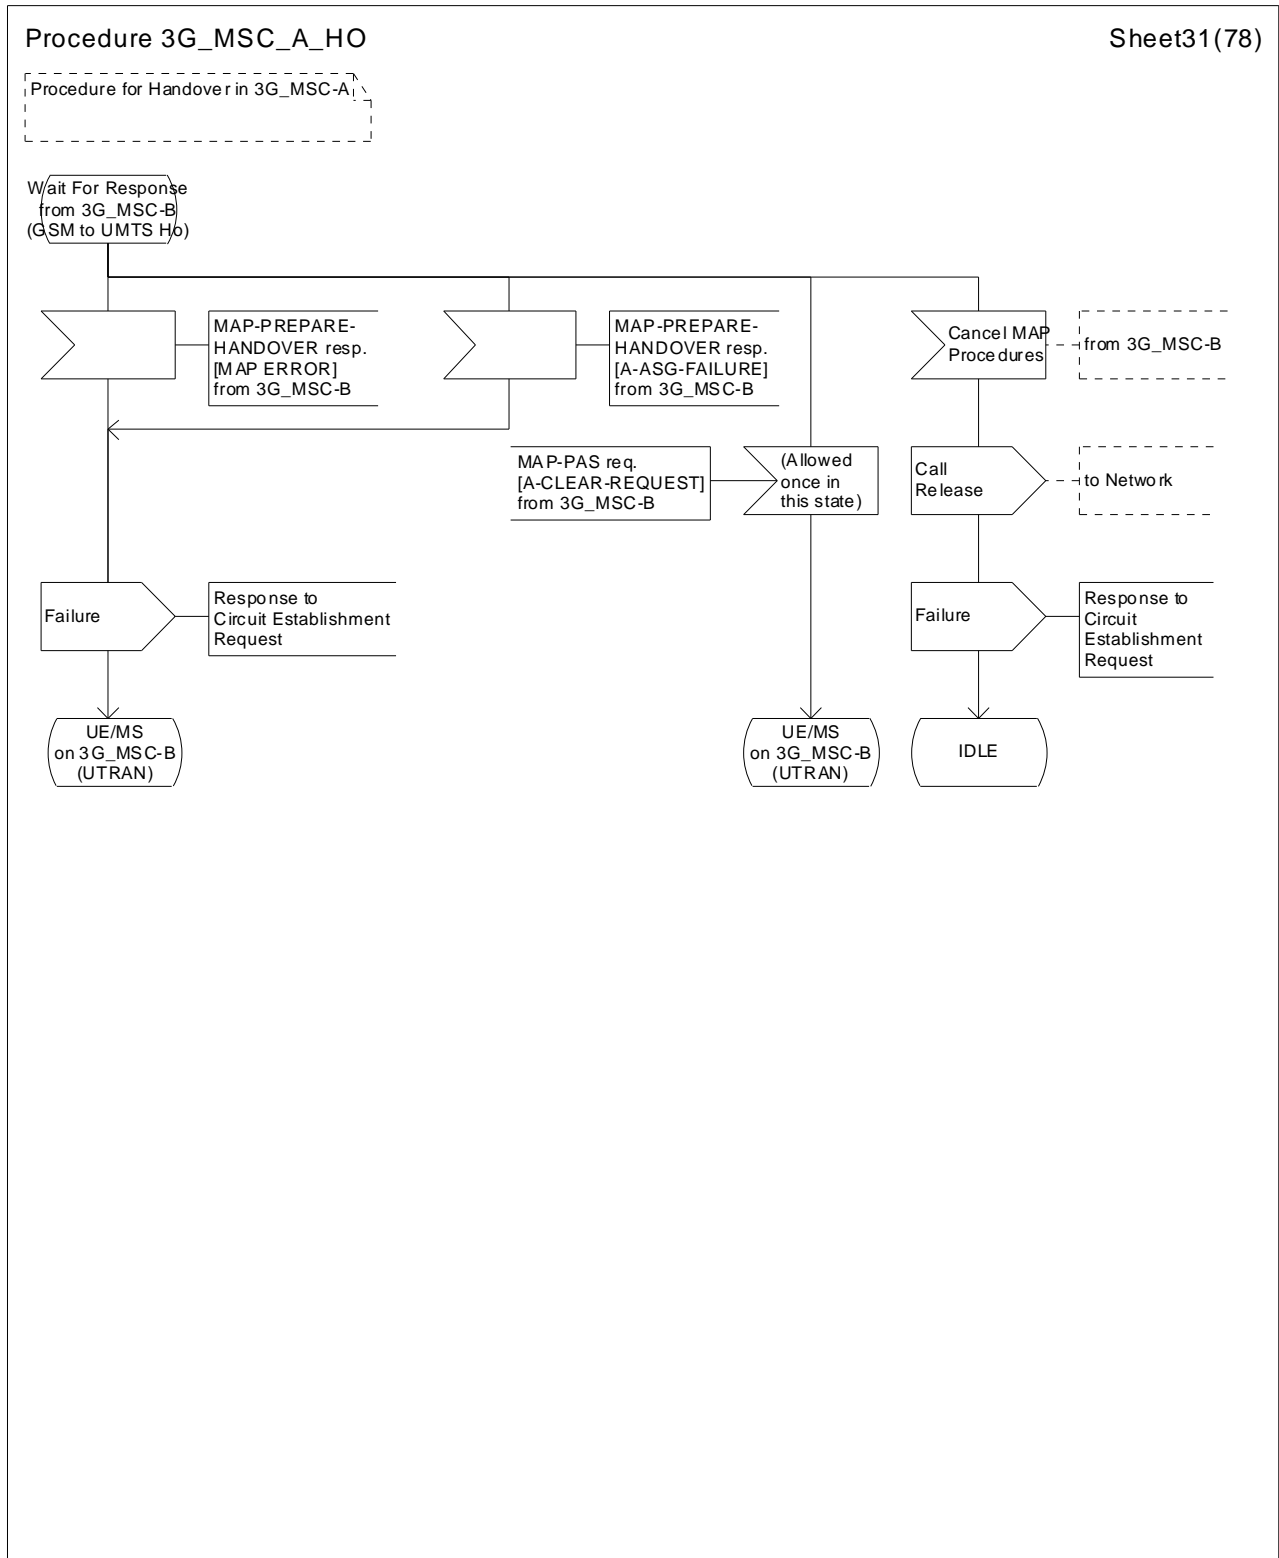 Procedure 3G_MSC_A_HO
Sheet31(78)
Procedure for Handover in 3G_MSC-A
Wait For Response
from 3G_MSC-B
(GSM to UMTS Ho)
MAP-PREPARE-
HANDOVER resp.
[MAP ERROR]
from 3G_MSC-B
MAP-PREPARE-
HANDOVER resp.
[A-ASG-FAILURE]
from 3G_MSC-B
Cancel MAP
Procedures
from 3G_MSC-B
MAP-PAS req.
[A-CLEAR-REQUEST]
from 3G_MSC-B
(Allowed
once in
this state)
Call
Release
to Network
Failure
Response to
Circuit Establishment
Request
Failure
Response to
Circuit
Establishment
Request
UE/MS
on 3G_MSC-B
(UTRAN)
UE/MS
on 3G_MSC-B
(UTRAN)
IDLE